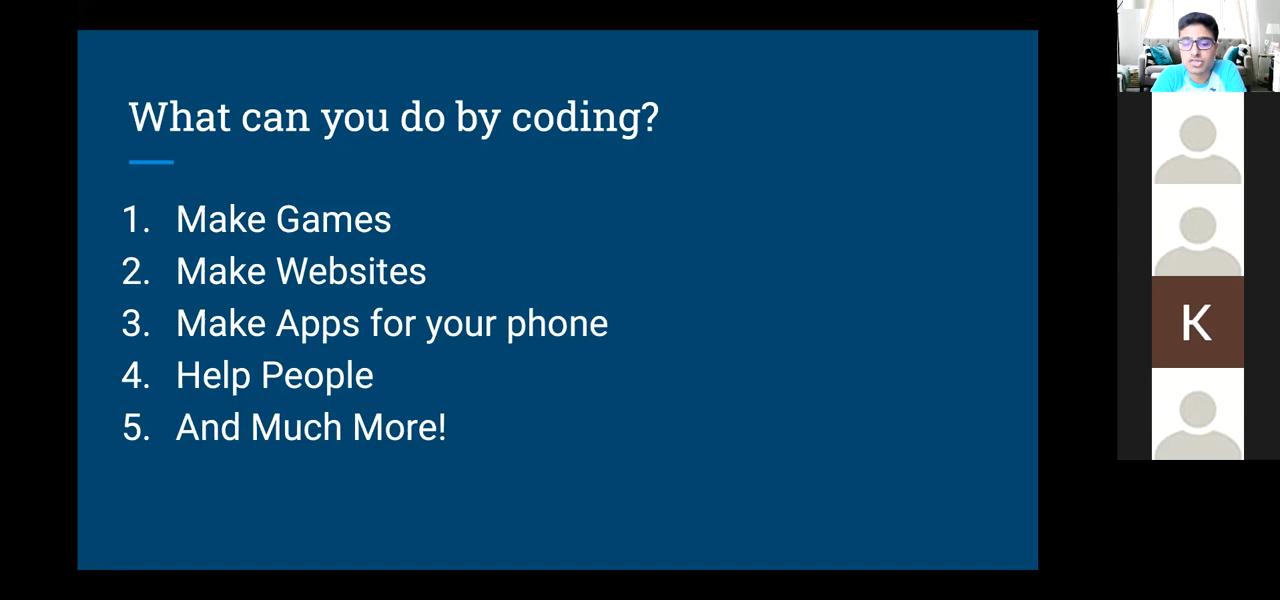 What can you do by coding?
1. Make Games
2. Make Websites
3. Make Apps for your phone
4. Help People
5. And Much More!
K